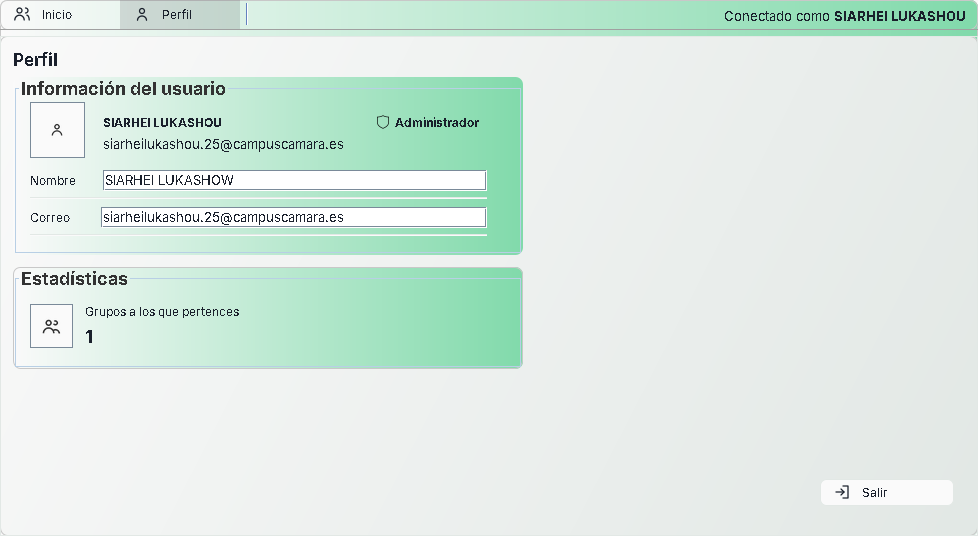 Inicio
Perfil
Conectado como SIARHEI LUKASHOU
Perfil
Información del usuario
SIARHEI LUKASHOU
Administrador
siarheilukashou.25@campuscamara.es
Nombre
SIARHEI LUKASHOW
Correo
siarheilukashou.25@campuscamara.es
Estadísticas
Grupos a los que pertences
1
Salir